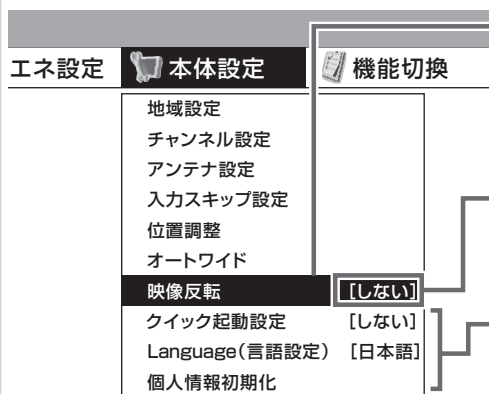 エネ設定 本体設定 機能切換
地域設定
チャンネル設定
アンテナ設定
入力スキップ設定
位置調整
オートワイド
映像反転 [しない]
クイック起動設定 [しない]
Language(言語設定) [日本語]
個人情報初期化